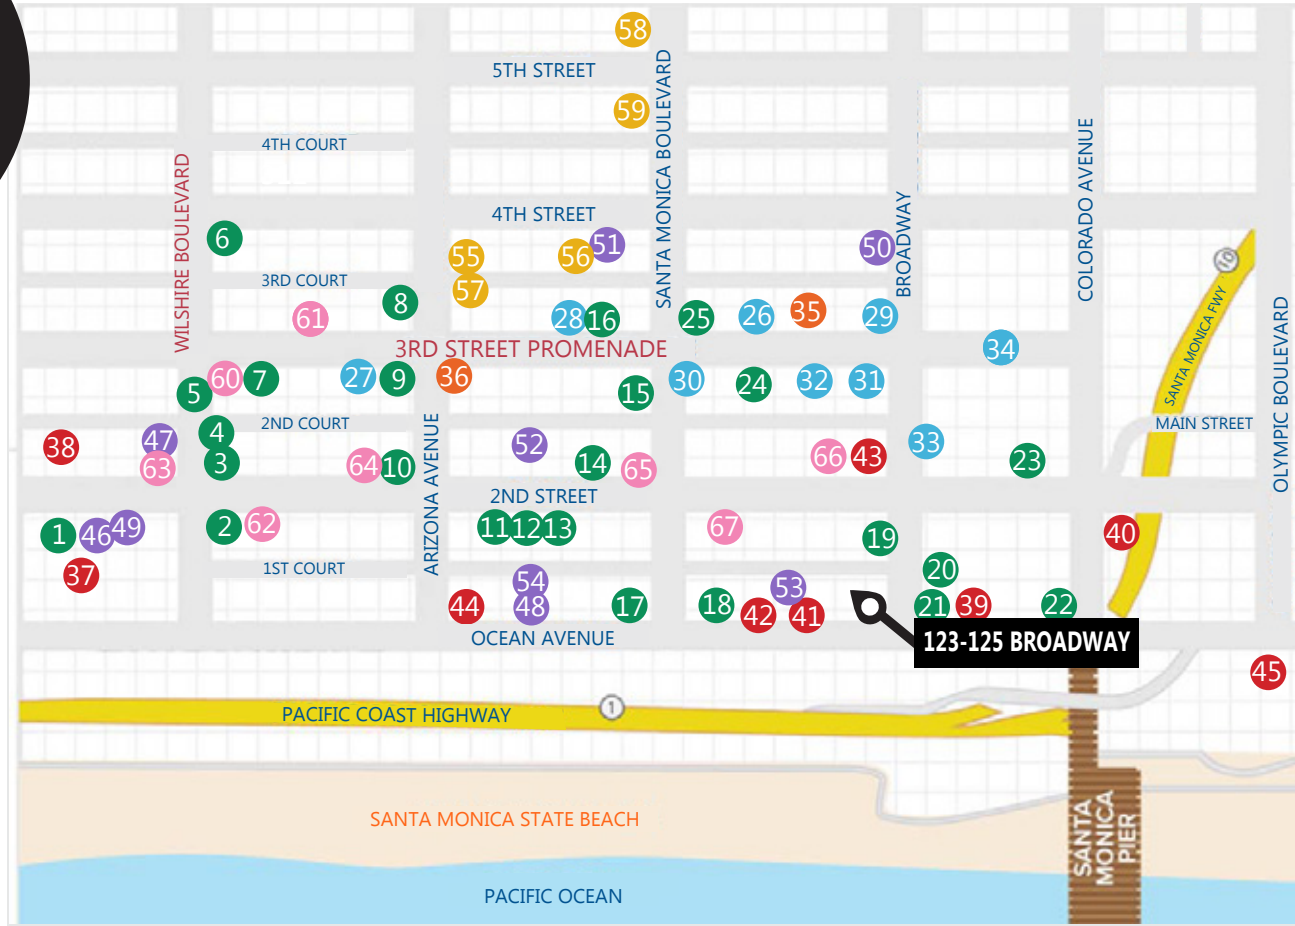 58
5TH STREET
59
SANTA MONICA BOULEVARD
4TH COURT
COLORADO AVENUE
WILSHIRE BOULEVARD
4TH STREET
BROADWAY
6
51
50
55
56
10
3RD COURT
57
SANTA MONICA FWY
OLYMPIC BOULEVARD
8
61
28
16
25
26
35
29
34
3RD STREET PROMENADE
60
7
27
9
36
5
15
30
24
32
31
ARIZONA AVENUE
4
2ND COURT
MAIN STREET
38
47
63
3
64
10
52
14
65
66
43
33
23
2ND STREET
1
46
49
2
62
11
12
13
67
19
40
37
1ST COURT
54
53
20
44
48
17
18
42
41
21
39
22
OCEAN AVENUE
123-125 BROADWAY
45
PACIFIC COAST HIGHWAY
1
SANTA MONICA STATE BEACH
SANTA
MONICA
PIER
PACIFIC OCEAN